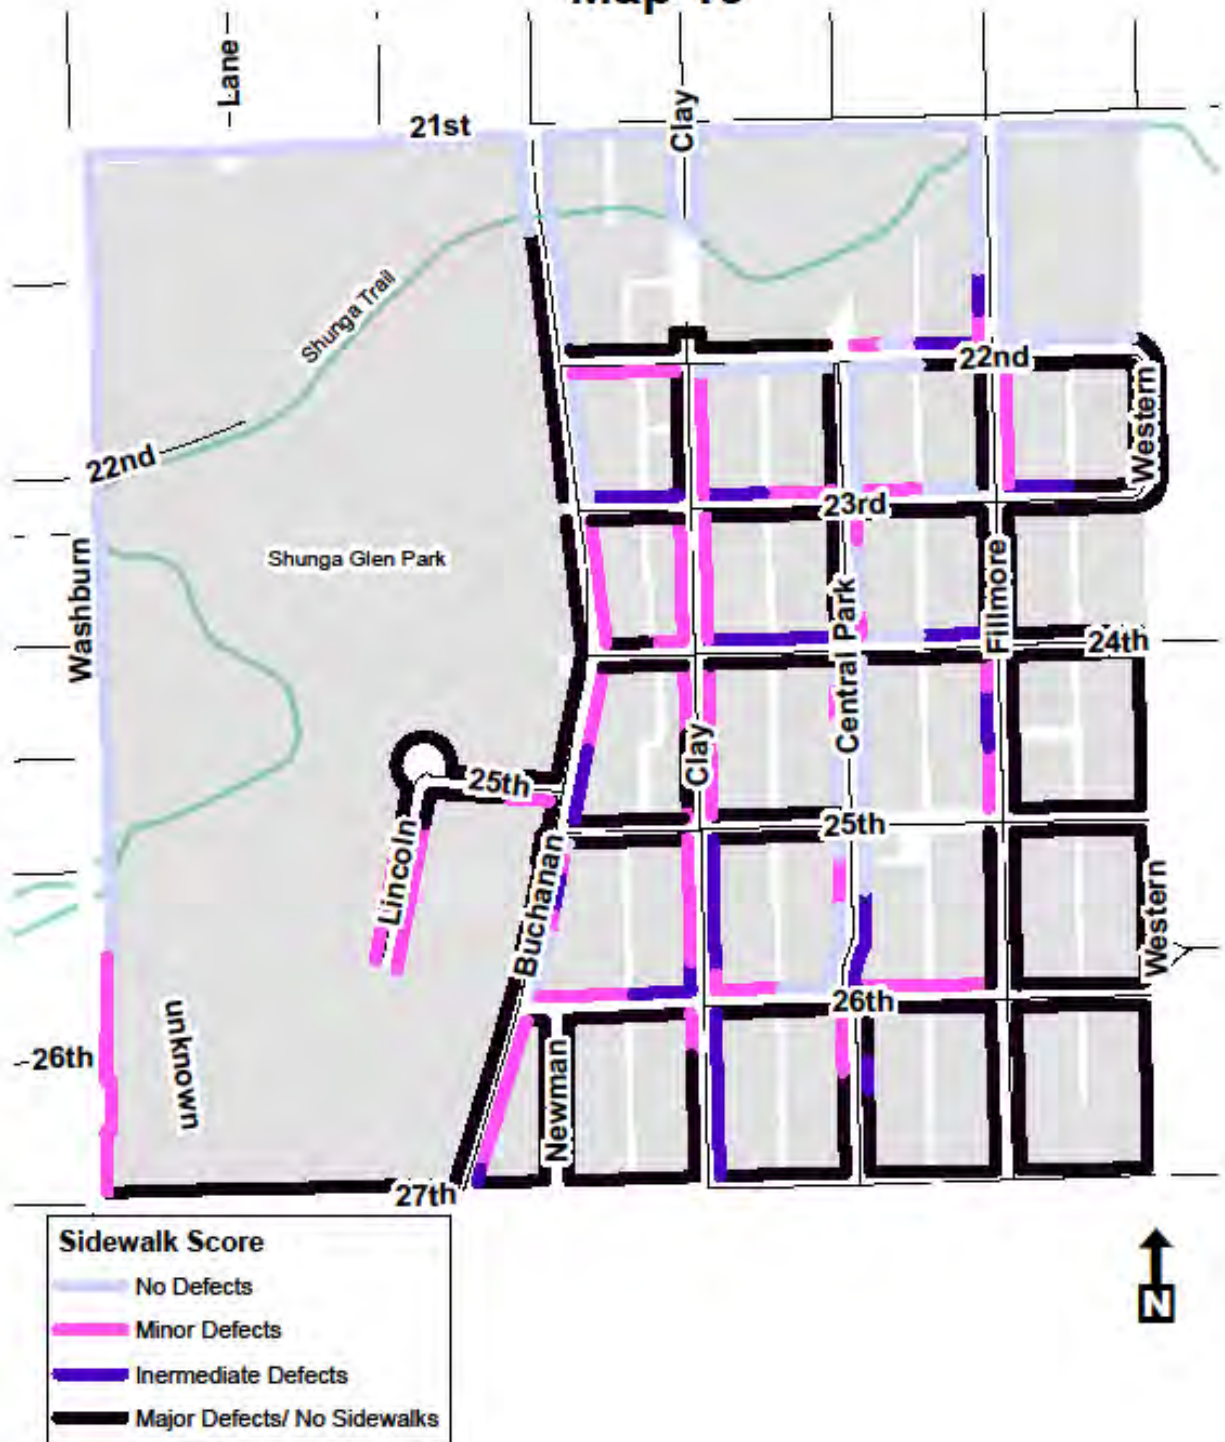 Lane
Clay
21st
Shunga Trail
22nd
Western
22nd
23rd
Shunga Glen Park
Washburn
Fillmore
Central Park
24th
Clay
25th
25th
Lincoln
Buchanan
Western
26th
26th
unknown
Newman
27th
Sidewalk Score
No Defects
Minor Defects
Inermediate Defects
Major Defects/ No Sidewalks
N